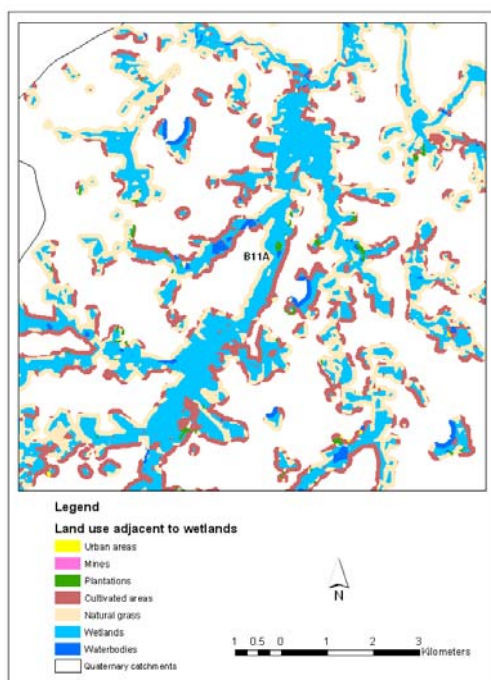 B11A
Legend
Land use adjacent to wetlands
Urban areas
Mines
Plantations
Cultivated areas
Natural grass
Wetlands
Waterbodies
Quaternary catchments
N
1 0.5 0 1 2 3
Kilometers